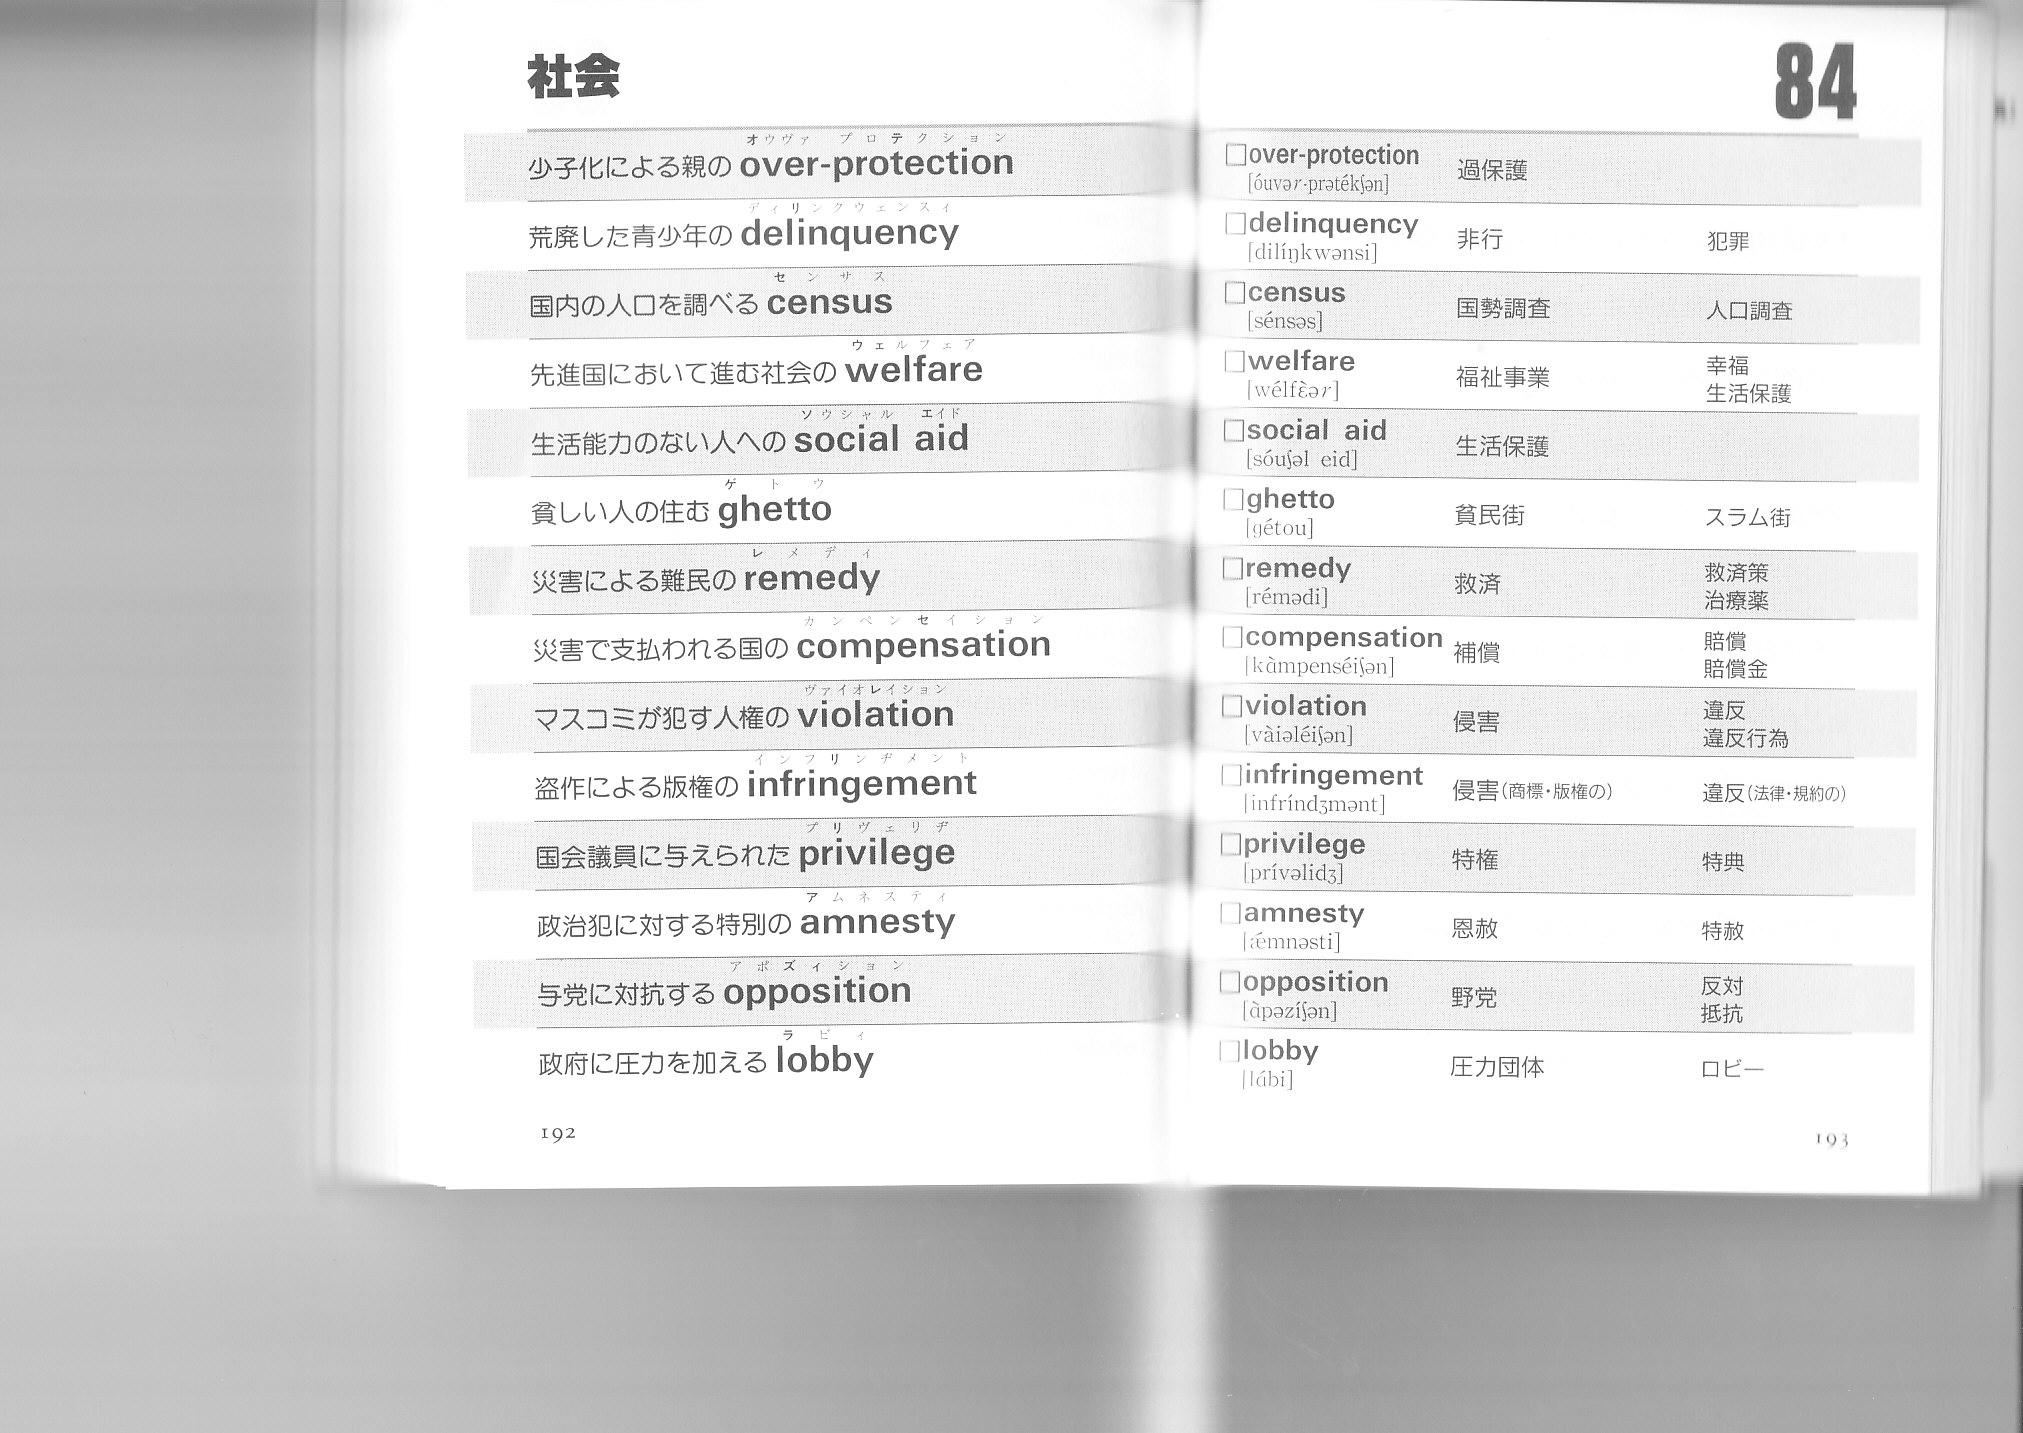 社会
オウヴァ プロテクション
少子化による親の over-protection
ディリンクウェンスィ
荒廃した青少年の delinquency
センサス
国内の人口を調べる census
ウェルフェア
先進国において進む社会の welfare
ソウシャル エイド
生活能力のない人への social aid
ゲトウ
貧しい人の住む ghetto
レメディ
災害による難民の remedy
カンペンセイション
災害で支払われる国の compensation
ヴァイオレイション
マスコミが犯す人権の violation
インフリンヂメント
盗作による版権の infringement
プリヴェリヂ
国会議員に与えられた privilege
アムネスティ
政治犯に対する特別の amnesty
アポズィション
与党に対抗する opposition
ラビィ
政府に圧力を加える lobby
192
84
□over-protection 過保護
[óuvər-prətékʃən]
□delinquency 非行 犯罪
[dilíŋkwənsi]
□census 国勢調査 人口調査
[sénsəs]
□welfare 福祉事業 幸福
[wélfɛ̀ər] 生活保護
□social aid 生活保護
[sóuʃəl eid]
□ghetto 貧民街 スラム街
[gétou]
□remedy 救済 救済策
[rémədi] 治療薬
□compensation 補償 賠償
[kàmpenséiʃən] 賠償金
□violation 侵害 違反
[vàiəléiʃən] 違反行為
□infringement 侵害(商標・版権の) 違反(法律・規約の)
[infríndʒmənt]
□privilege 特権 特典
[prívəlidʒ]
□amnesty 恩赦 特赦
[ǽmnəsti]
□opposition 野党 反対
[àpəzíʃən] 抵抗
□lobby 圧力団体 ロビー
[lábi]
193